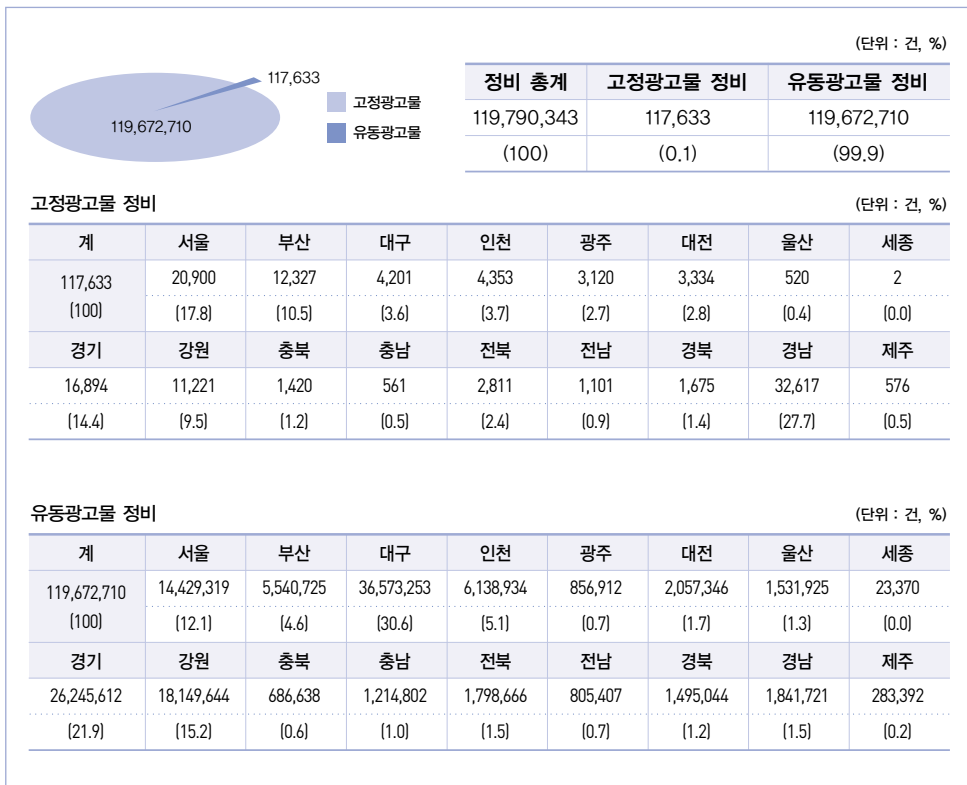 (단위 : 건, %)
117,633
119,672,710
고정광고물
유동광고물
정비 총계 고정광고물 정비 유동광고물 정비
119,790,343 117,633 119,672,710
(100) (0.1) (99.9)
고정광고물 정비 (단위 : 건, %)
계 서울 부산 대구 인천 광주 대전 울산 세종
117,633 20,900 12,327 4,201 4,353 3,120 3,334 520 2
(100) (17.8) (10.5) (3.6) (3.7) (2.7) (2.8) (0.4) (0.0)
경기 강원 충북 충남 전북 전남 경북 경남 제주
16,894 11,221 1,420 561 2,811 1,101 1,675 32,617 576
(14.4) (9.5) (1.2) (0.5) (2.4) (0.9) (1.4) (27.7) (0.5)
유동광고물 정비 (단위 : 건, %)
계 서울 부산 대구 인천 광주 대전 울산 세종
119,672,710 14,429,319 5,540,725 36,573,253 6,138,934 856,912 2,057,346 1,531,925 23,370
(100) (12.1) (4.6) (30.6) (5.1) (0.7) (1.7) (1.3) (0.0)
경기 강원 충북 충남 전북 전남 경북 경남 제주
26,245,612 18,149,644 686,638 1,214,802 1,798,666 805,407 1,495,044 1,841,721 283,392
(21.9) (15.2) (0.6) (1.0) (1.5) (0.7) (1.2) (1.5) (0.2)